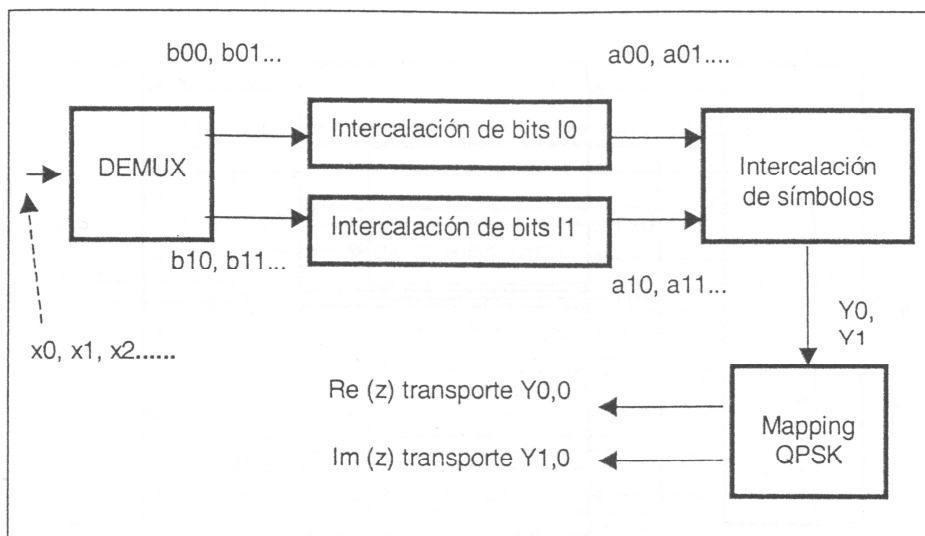 b00, b01...
a00, a01....
DEMUX
Intercalación de bits I0
Intercalación de bits I1
Intercalación
de símbolos
b10, b11...
a10, a11...
x0, x1, x2......
Y0,
Y1
Re (z) transporte Y0,0
Im (z) transporte Y1,0
Mapping
QPSK